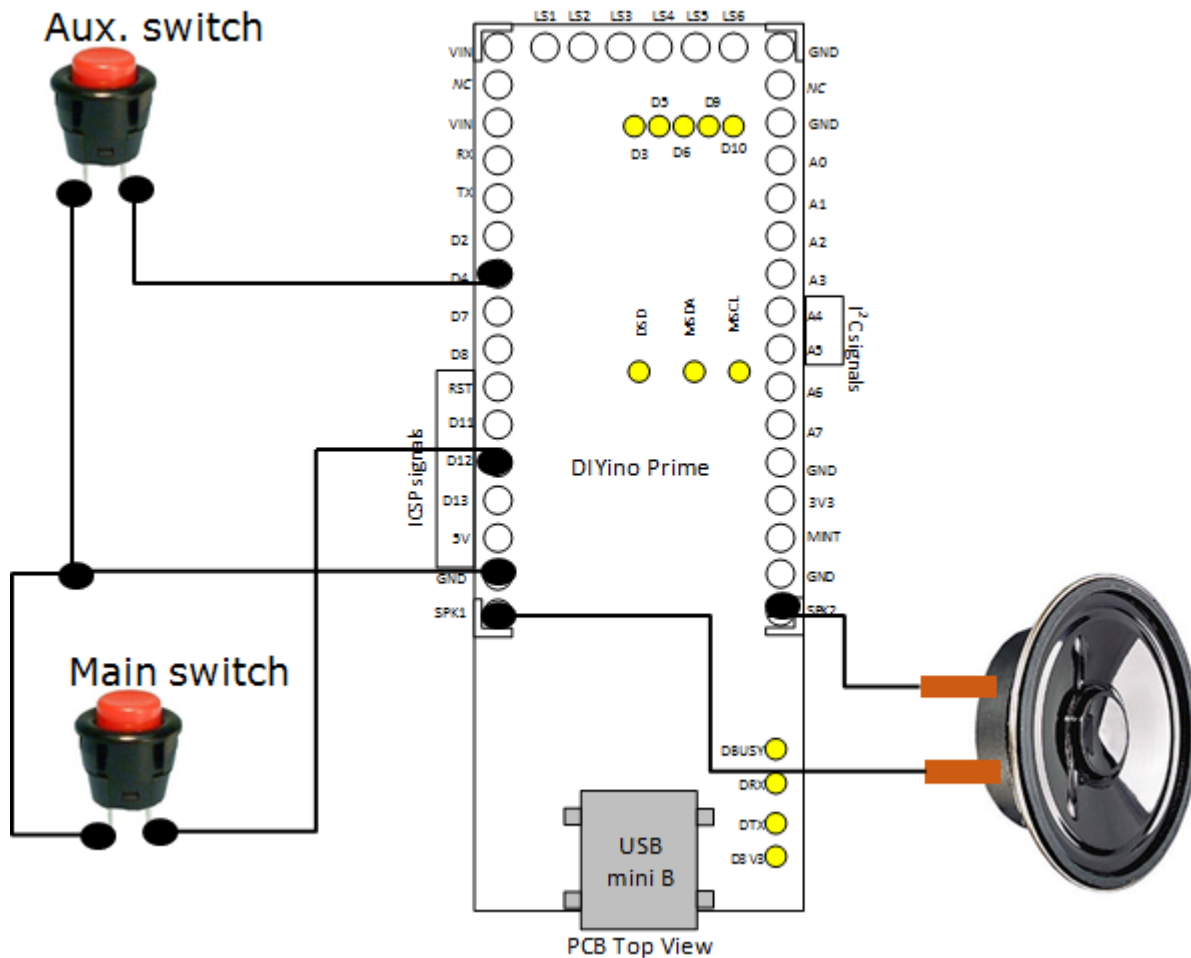 Aux. switch
LS1 LS2 LS3 LS4 LS5 LS6
VIN
NC
VIN
RX
TX
D2
D4
D7
D8
RST
D11
D12
D13
5V
GND
SPK1
ICSP signals
D5 D9
D3 D6 D10
DSD
MSDA
MSCL
DIYino Prime
GND
NC
GND
A0
A1
A2
A3
A4
A5
A6
A7
GND
3V3
MINT
GND
SPK2
I²C signals
Main switch
DBUSY
DRX
DTX
D8 V3
USB
mini B
PCB Top View